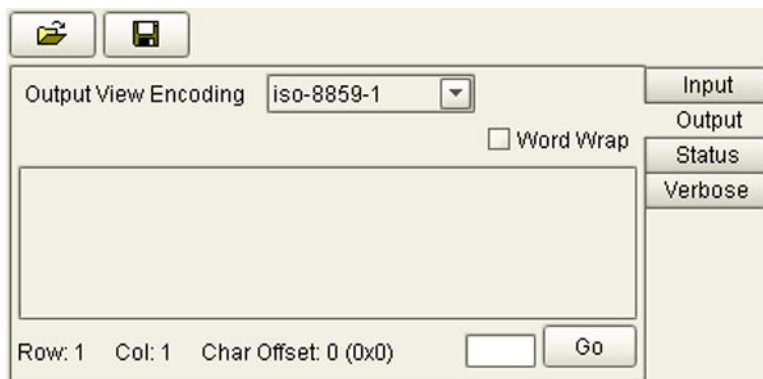 Output View Encoding iso-8859-1
Word Wrap
Row: 1 Col: 1 Char Offset: 0 (0x0) Go
Input
Output
Status
Verbose